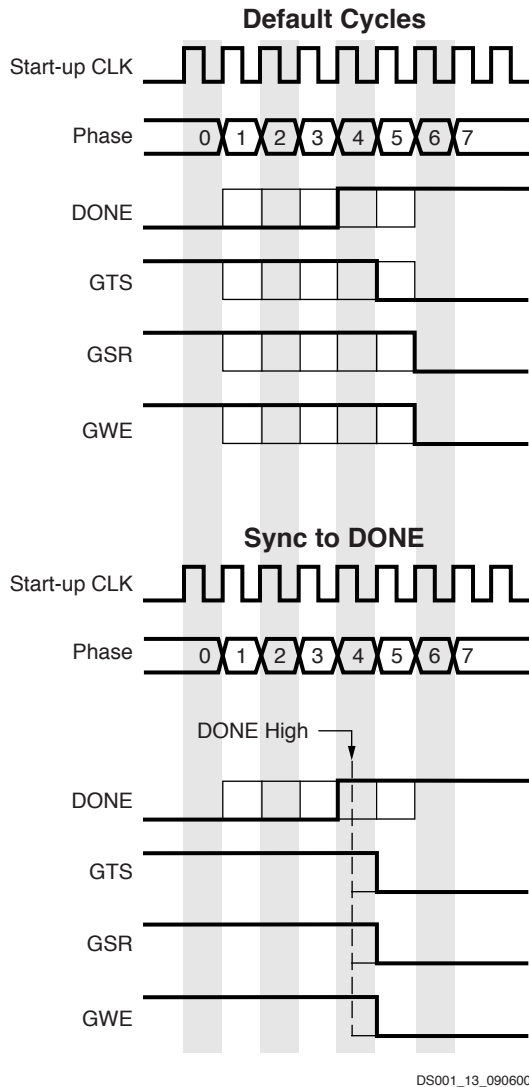 Default Cycles
Start-up CLK
Phase
0 1 2 3 4 5 6 7
DONE
GTS
GSR
GWE
Sync to DONE
Start-up CLK
Phase
0 1 2 3 4 5 6 7
DONE High
DONE
GTS
GSR
GWE
DS001_13_090600